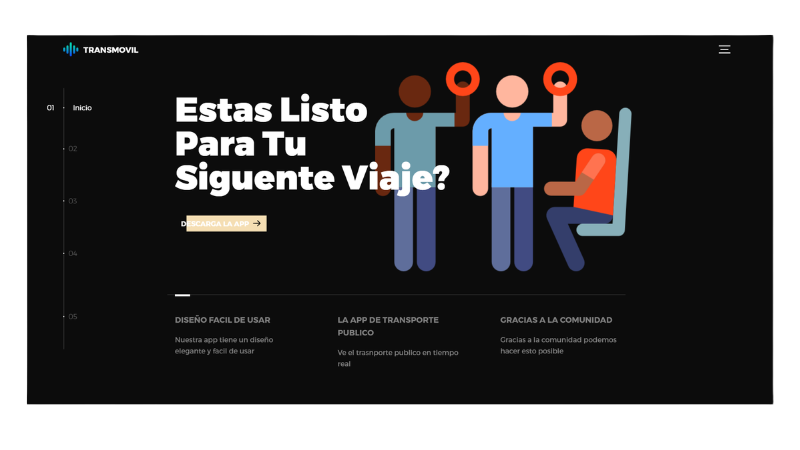 TRANSMOVIL
01 Inicio
02
03
04
05
Estas Listo
Para Tu
Siguente Viaje?
DESCARGA LA APP
DISEÑO FACIL DE USAR
Nuestra app tiene un diseño
elegante y facil de usar
LA APP DE TRANSPORTE
PUBLICO
Ve el trasnporte publico en tiempo
real
GRACIAS A LA COMUNIDAD
Gracias a la comunidad podemos
hacer esto posible